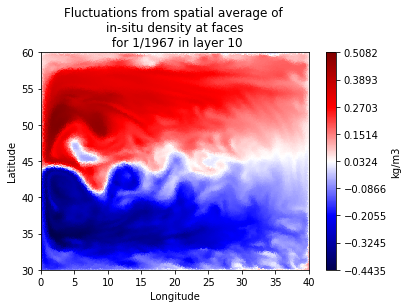 Fluctuations from spatial average of
in-situ density at faces
for 1/1967 in layer 10
60
55
50
45
40
35
30
Latitude
0 5 10 15 20 25 30 35 40
Longitude
0.5082
0.3893
0.2703
0.1514
0.0324
−0.0866
−0.2055
−0.3245
−0.4435
kg/m3